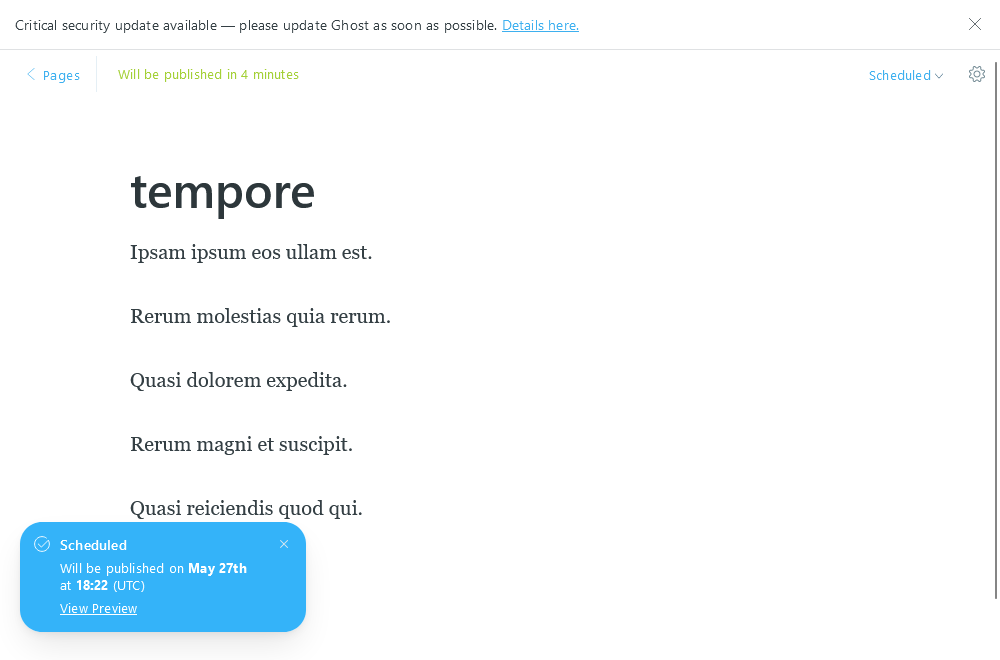 Critical security update available — please update Ghost as soon as possible. Details here.
Pages
Will be published in 4 minutes
Scheduled
tempore
Ipsam ipsum eos ullam est.
Rerum molestias quia rerum.
Quasi dolorem expedita.
Rerum magni et suscipit.
Quasi reiciendis quod qui.
Scheduled
Will be published on May 27th
at 18:22 (UTC)
View Preview